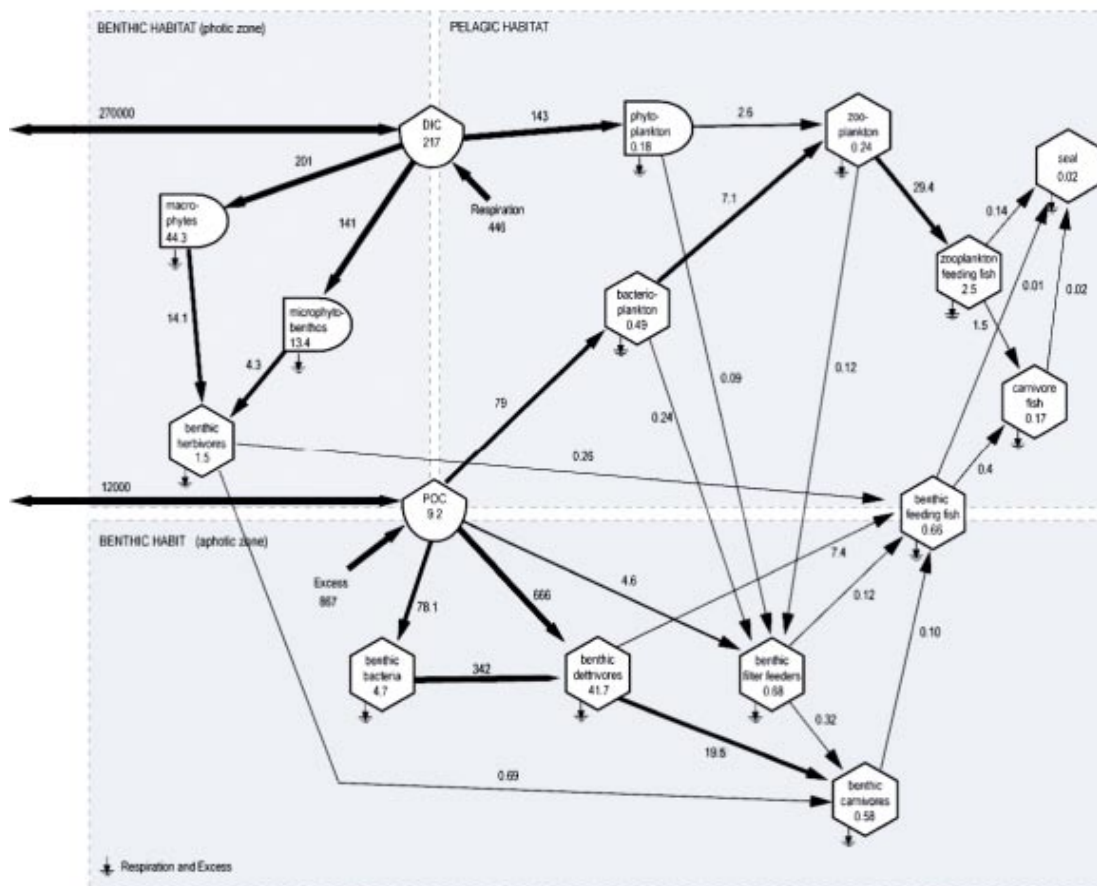 BENTHIC HABITAT (photic zone)
PELAGIC HABITAT
270000
DIC
217
143
phyto-
plankton
0.18
2.6
zoo-
plankton
0.24
seal
0.02
201
Respiration
446
7.1
29.4
0.14
macro-
phytes
44.3
141
zooplankton
feeding fish
2.5
0.01
0.02
14.1
microphyto-
benthos
13.4
bacterio-
plankton
0.49
1.5
4.3
0.09
0.12
carnivore
fish
0.17
79
0.24
benthic
herbivores
1.5
0.26
0.4
12000
POC
9.2
benthic
feeding fish
0.66
BENTHIC HABIT (aphotic zone)
7.4
Excess
867
78.1
666
4.6
0.12
0.10
benthic
bacteria
4.7
342
benthic
dettrivores
41.7
benthic
filter feeders
0.68
0.32
19.5
0.69
benthic
carnivores
0.58
Respiration and Excess